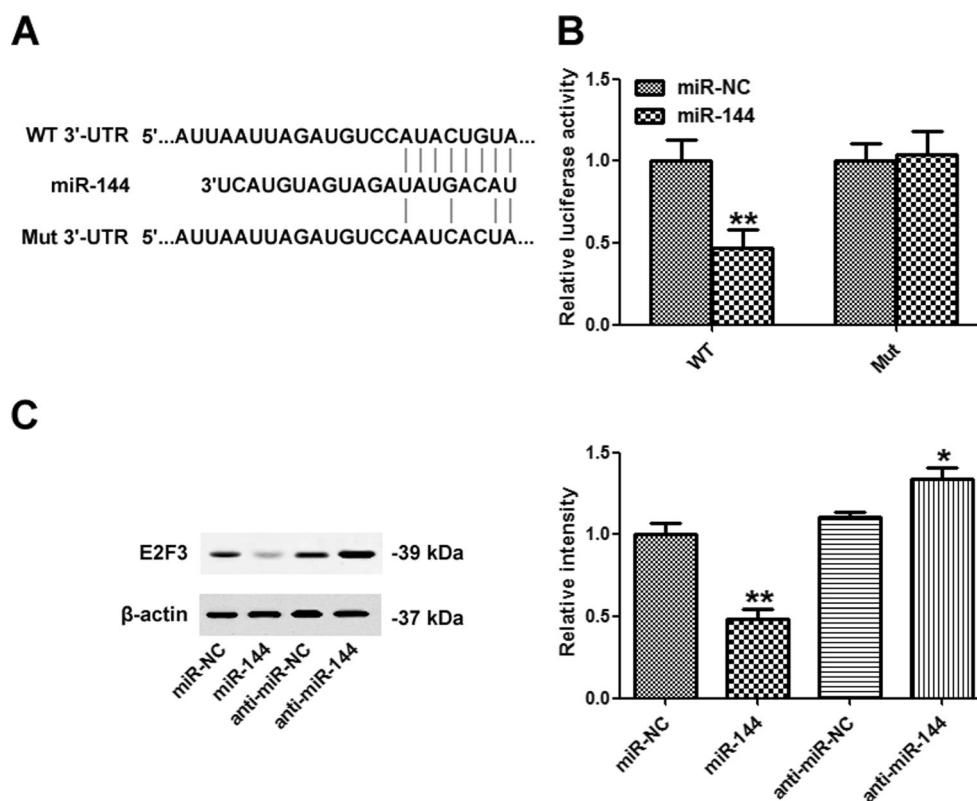 A
WT 3'-UTR 5'...AUUAAUUAGAUGUCCAUACUGUA...
miR-144 3'UCAUGUAGUAGAUAUGACAU
Mut 3'-UTR 5'...AUUAAUUAGAUGUCCAAUCACUA...
B
miR-NC
miR-144
Relative luciferase activity
1.5
1.0
0.5
0.0
**
WT
Mut
C
E2F3
-39 kDa
β-actin
-37 kDa
miR-NC
miR-144
anti-miR-NC
anti-miR-144
Relative intensity
1.5
1.0
0.5
0.0
**
*
miR-NC
miR-144
anti-miR-NC
anti-miR-144